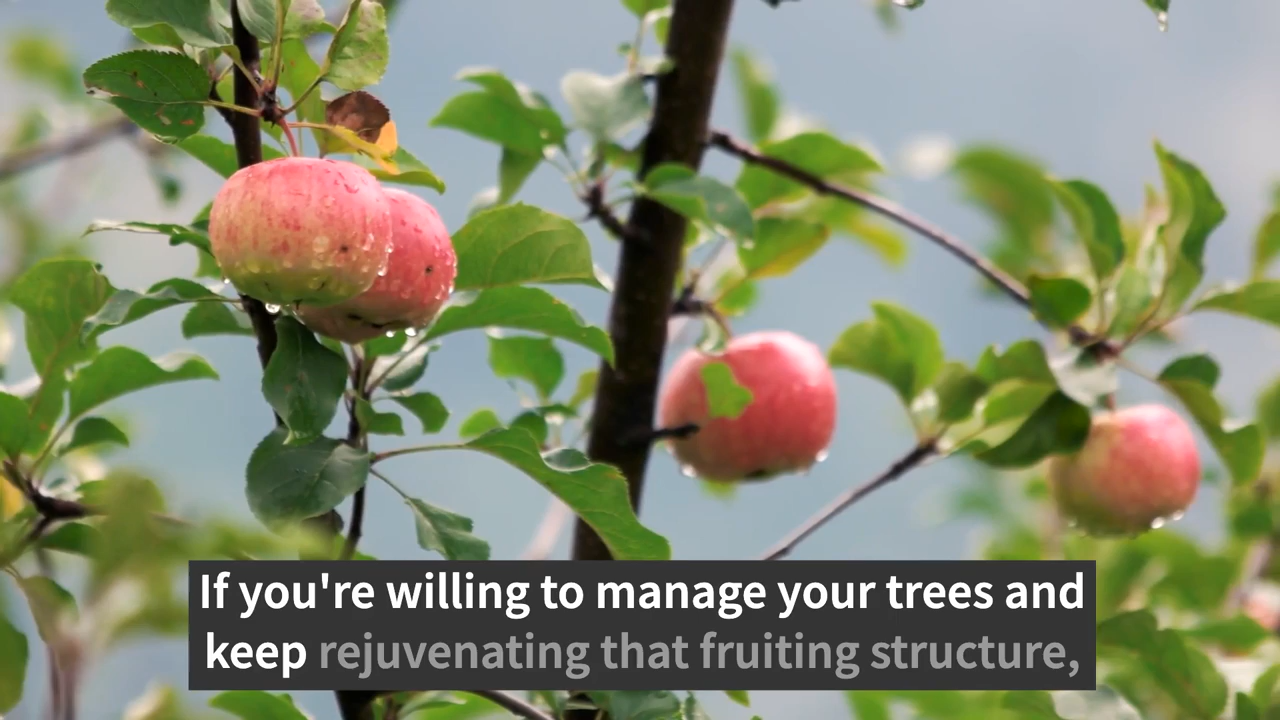 If you're willing to manage your trees and
keep rejuvenating that fruiting structure,